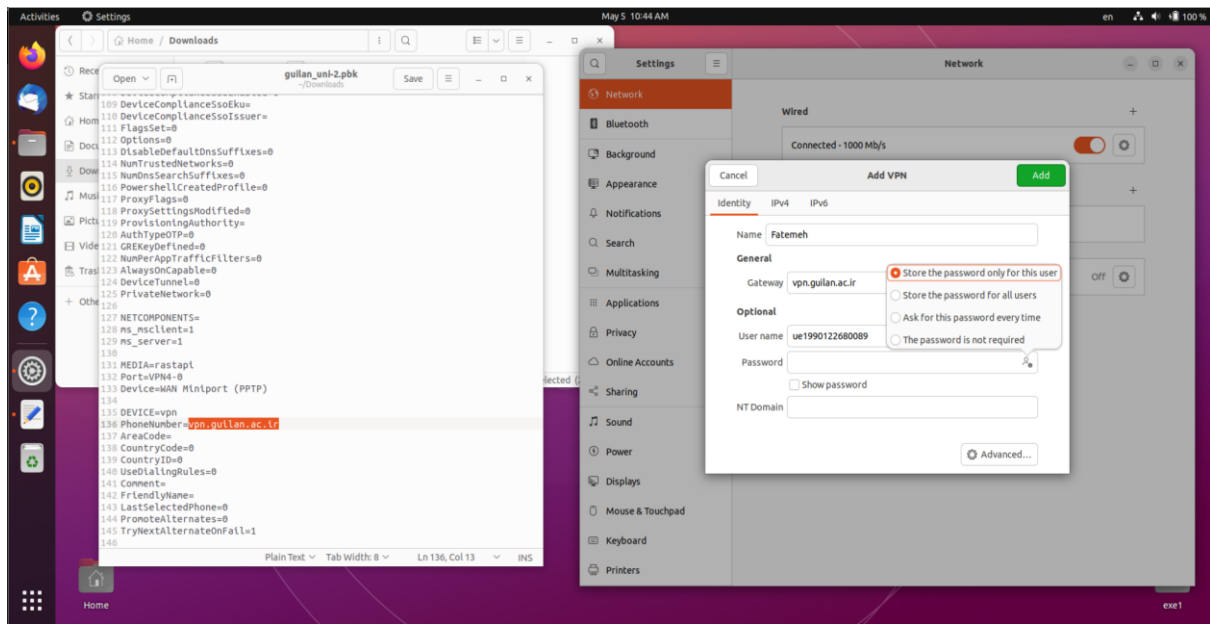 Activities
Settings
May 5 10:44 AM
en
100 %
Home / Downloads
Rece
Star
Hom
Docu
Dow
Musi
Pictu
Vide
Tras
Othe
Open
guilan_uni-2.pbk
~/Downloads
Save
109 DeviceComplianceSsoEku=
110 DeviceComplianceSsoIssuer=
111 FlagsSet=0
112 Options=0
113 DisableDefaultDnsSuffixes=0
114 NumTrustedNetworks=0
115 NumDnsSearchSuffixes=0
116 PowershellCreatedProfile=0
117 ProxyFlags=0
118 ProxySettingsModified=0
119 ProvisioningAuthority=
120 AuthTypeOTP=0
121 GREKeyDefined=0
122 NumPerAppTrafficFilters=0
123 AlwaysOnCapable=0
124 DeviceTunnel=0
125 PrivateNetwork=0
126
127 NETCOMPONENTS=
128 ms_msclient=1
129 ms_server=1
130
131 MEDIA=rastapi
132 Port=VPN4-0
133 Device=WAN Miniport (PPTP)
134
135 DEVICE=vpn
136 PhoneNumber=vpn.guilan.ac.ir
137 AreaCode=
138 CountryCode=0
139 CountryID=0
140 UseDialingRules=0
141 Comment=
142 FriendlyName=
143 LastSelectedPhone=0
144 PromoteAlternates=0
145 TryNextAlternateOnFail=1
146
Plain Text
Tab Width: 8
Ln 136, Col 13
INS
lected (
Settings
Network
Network
Bluetooth
Background
Appearance
Notifications
Search
Multitasking
Applications
Privacy
Online Accounts
Sharing
Sound
Power
Displays
Mouse & Touchpad
Keyboard
Printers
Wired
Connected - 1000 Mb/s
Off
Cancel
Add VPN
Add
Identity
IPv4
IPv6
Name
Fatemeh
General
Gateway
vpn.guilan.ac.ir
Optional
User name
ue1990122680089
Password
Show password
NT Domain
Advanced...
Store the password only for this user
Store the password for all users
Ask for this password every time
The password is not required
Home
exe1